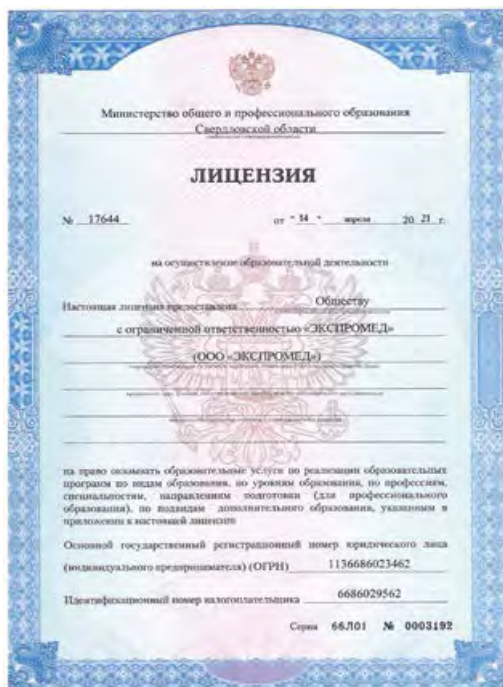 Министерство общего и профессионального образования
Свердловской области
ЛИЦЕНЗИЯ
№ 17644 от " 14 " апреля 20 21 г.
на осуществление образовательной деятельности
Настоящая лицензия предоставлена Обществу
с ограниченной ответственностью «ЭКСПРОМЕД»
(ООО «ЭКСПРОМЕД»)
на право оказывать образовательные услуги по реализации образовательных
программ по видам образования, по уровням образования, по профессиям,
специальностям, направлениям подготовки (для профессионального
образования), по подвидам дополнительного образования, указанным в
приложении к настоящей лицензии
Основной государственный регистрационный номер юридического лица
(индивидуального предпринимателя) (ОГРН) 1136686023462
Идентификационный номер налогоплательщика 6686029562
Серия 66Л01 № 0003192